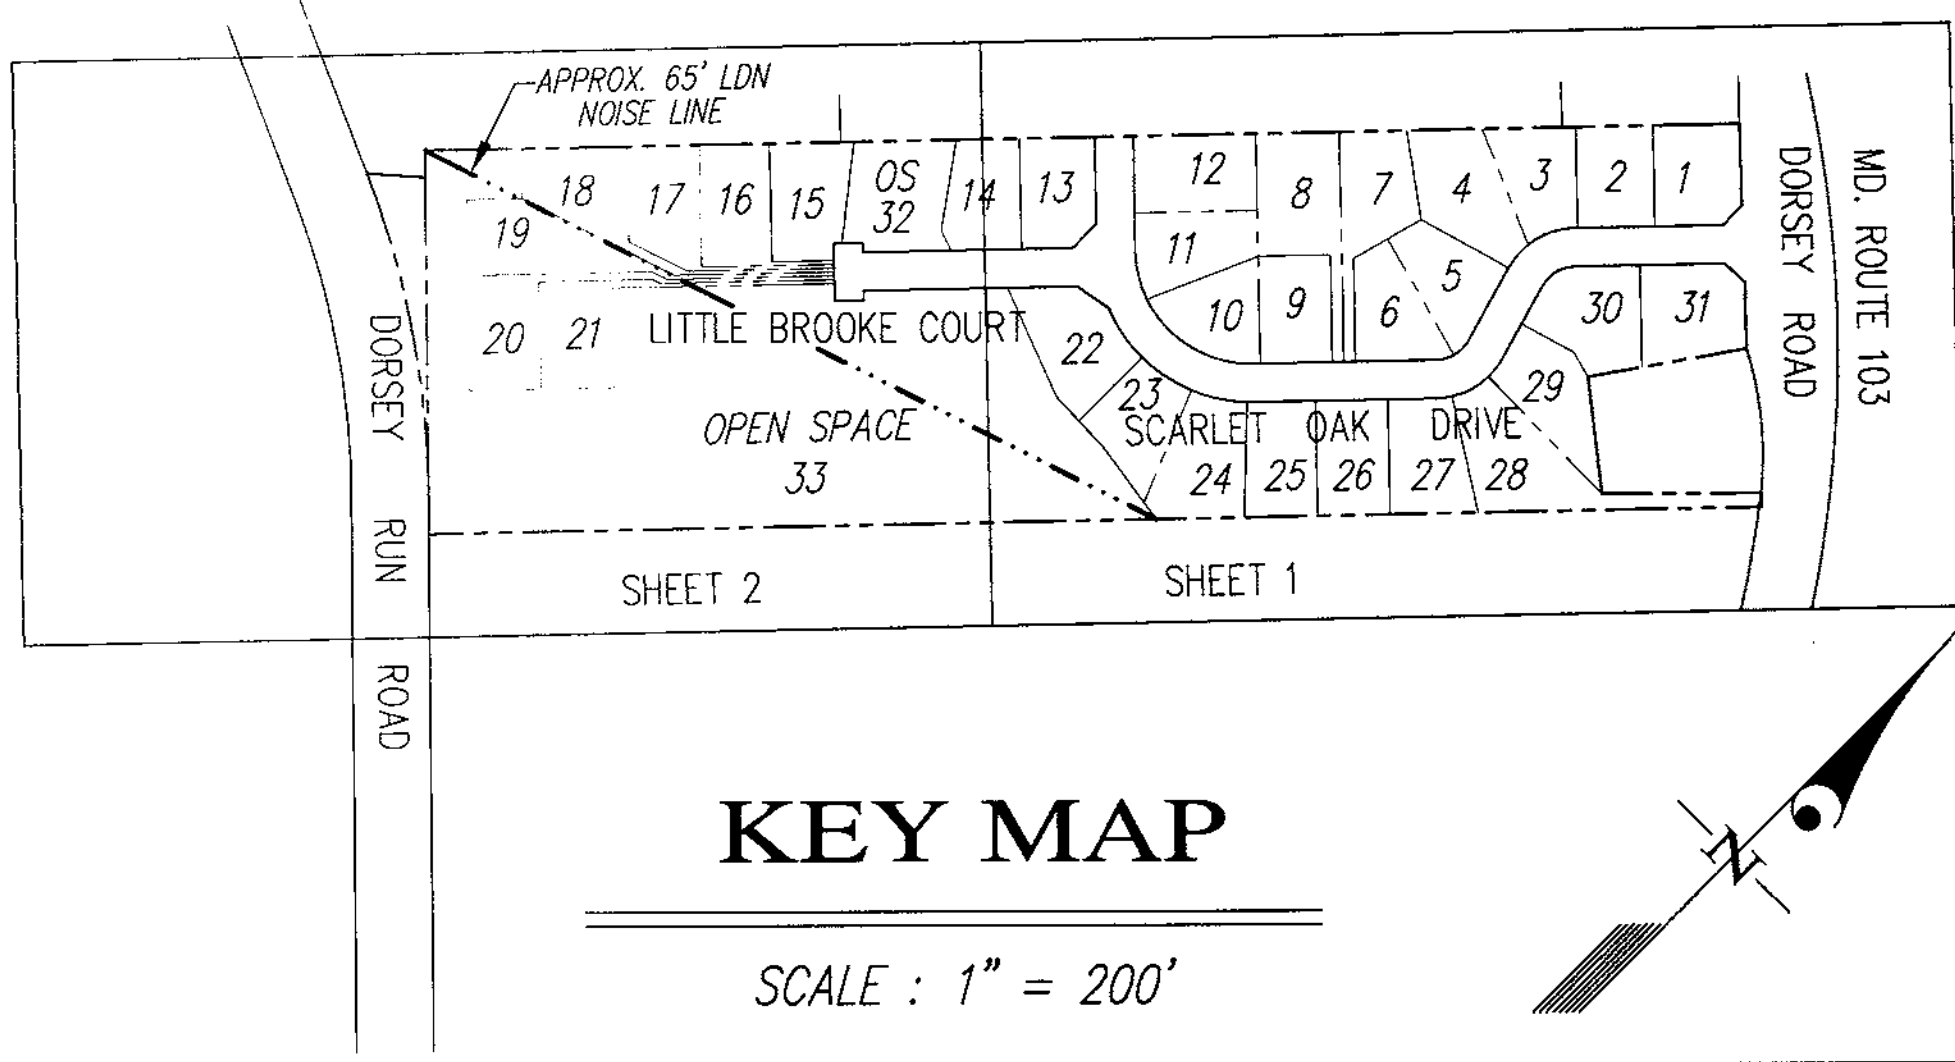 APPROX. 65' LDN
NOISE LINE
18
17
16
15
OS
32
14
13
12
8
7
4
3
2
1
19
11
5
20
21
10
9
6
30
31
LITTLE BROOKE COURT
22
23
29
OPEN SPACE
33
SCARLET OAK DRIVE
24
25
26
27
28
DORSEY RUN ROAD
DORSEY ROAD
MD. ROUTE 103
SHEET 2
SHEET 1
KEY MAP
SCALE : 1" = 200'
N